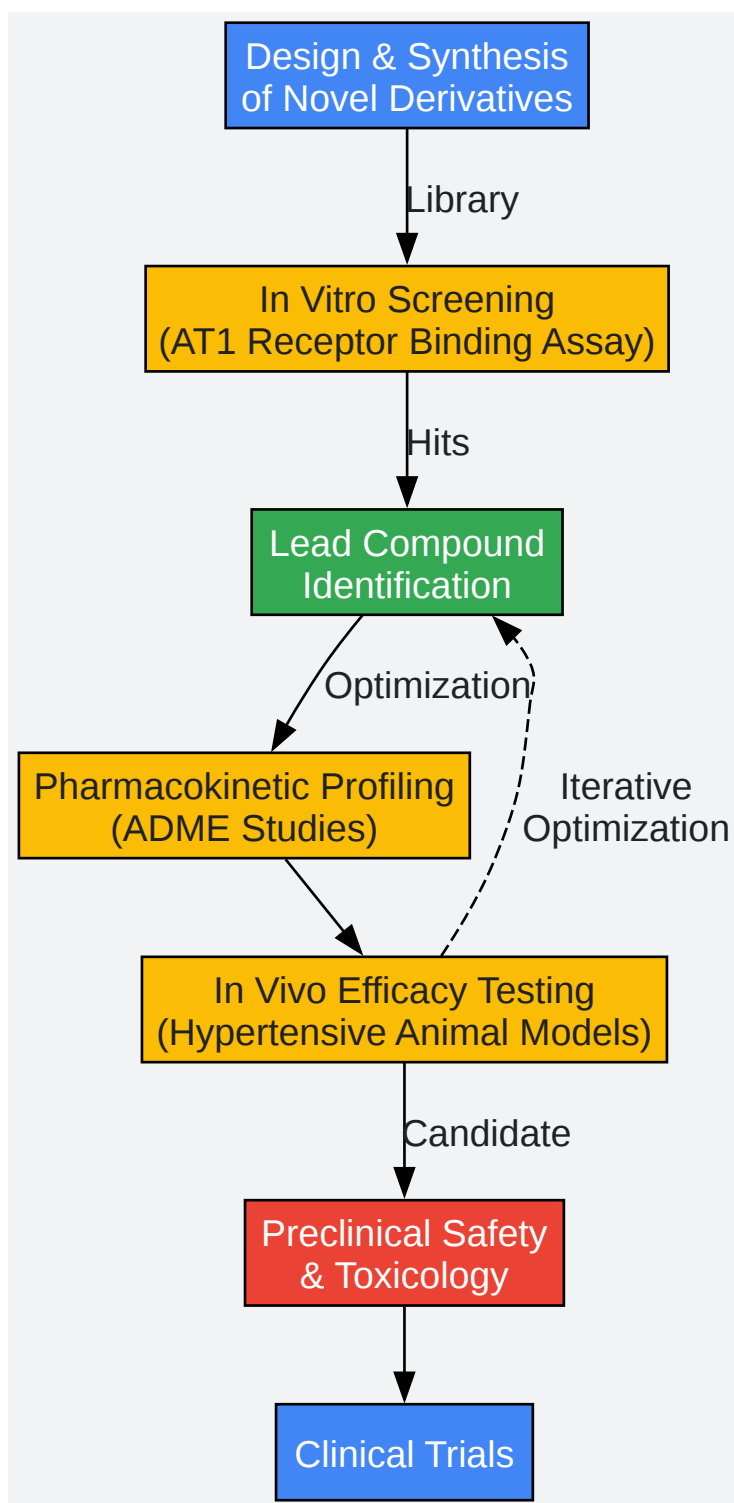 Design & Synthesis
of Novel Derivatives
Library
In Vitro Screening
(AT1 Receptor Binding Assay)
Hits
Lead Compound
Identification
Optimization
Pharmacokinetic Profiling
(ADME Studies)
Iterative
Optimization
In Vivo Efficacy Testing
(Hypertensive Animal Models)
Candidate
Preclinical Safety
& Toxicology
Clinical Trials